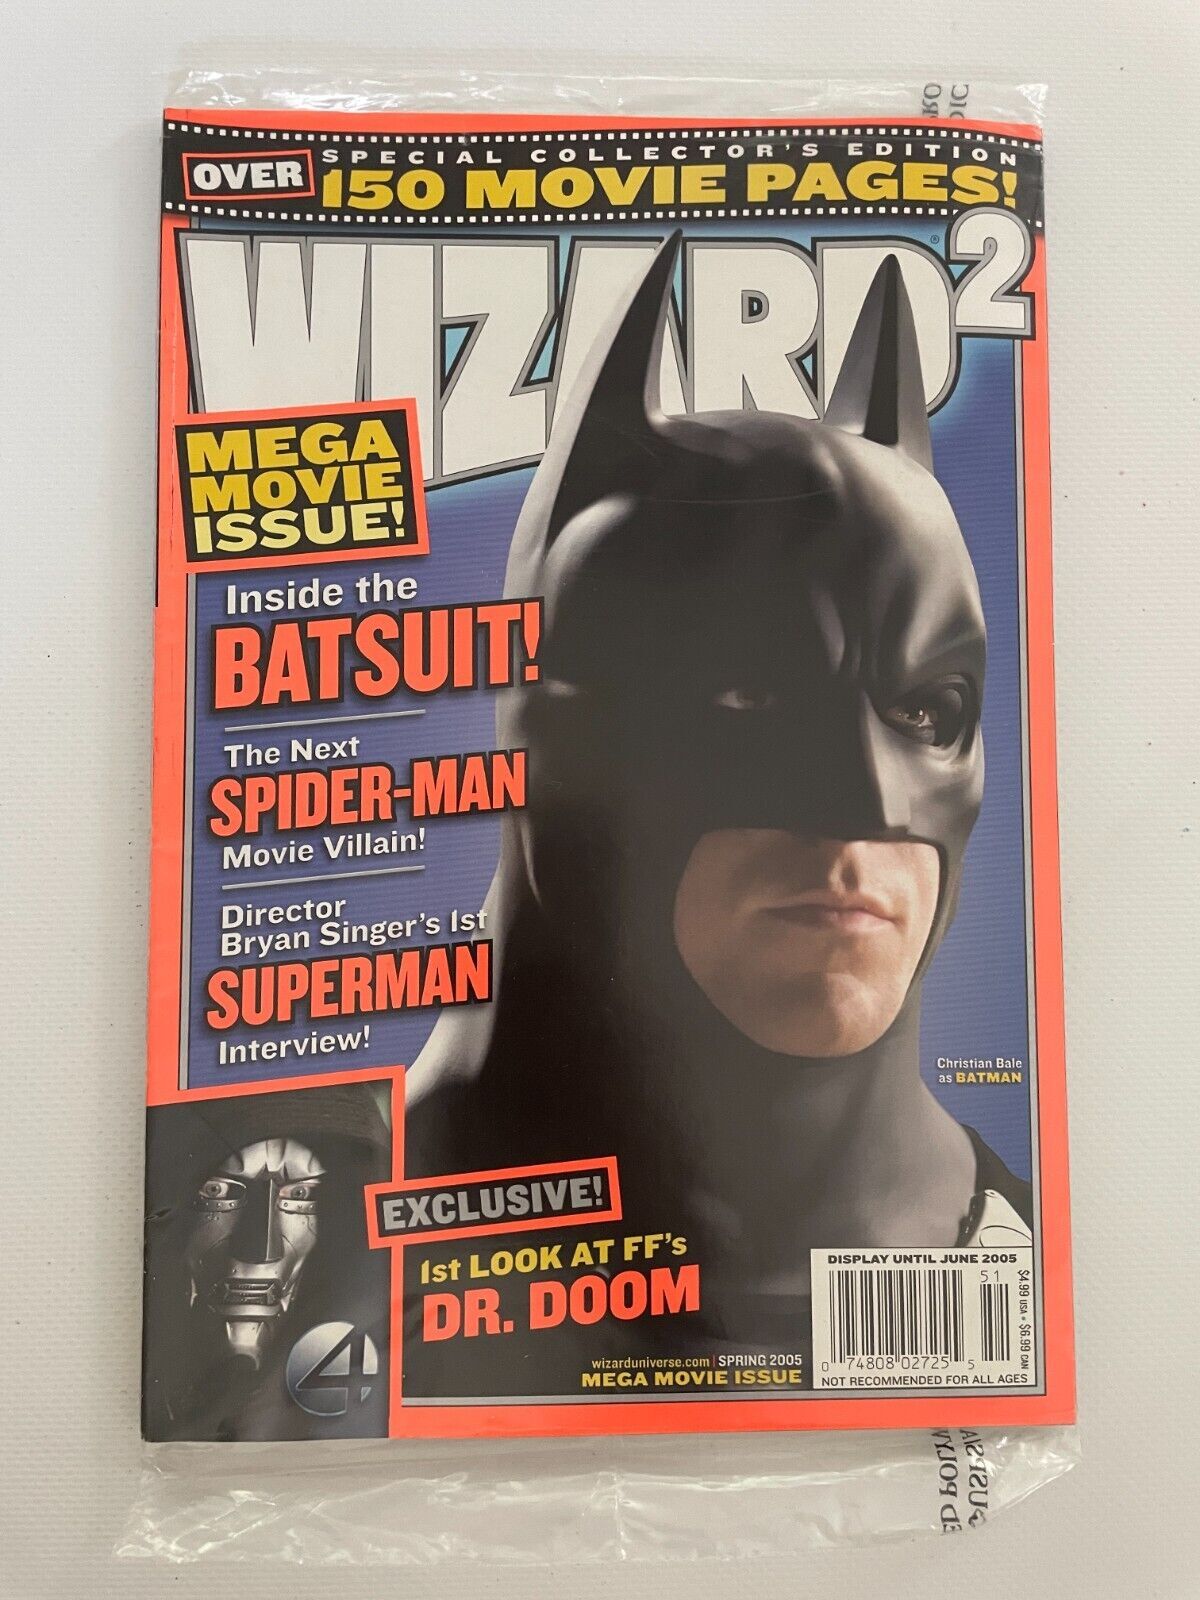 SPECIAL COLLECTOR'S EDITION
OVER 150 MOVIE PAGES!
WIZARD®2
MEGA
MOVIE
ISSUE!
Inside the
BATSUIT!
The Next
SPIDER-MAN
Movie Villain!
Director
Bryan Singer's 1st
SUPERMAN
Interview!
Christian Bale
as BATMAN
EXCLUSIVE!
1st LOOK AT FF's
DR. DOOM
4
wizarduniverse.com | SPRING 2005
MEGA MOVIE ISSUE
DISPLAY UNTIL JUNE 2005
51
0 74808 02725 5
$4.99 USA • $6.99 CAN
NOT RECOMMENDED FOR ALL AGES